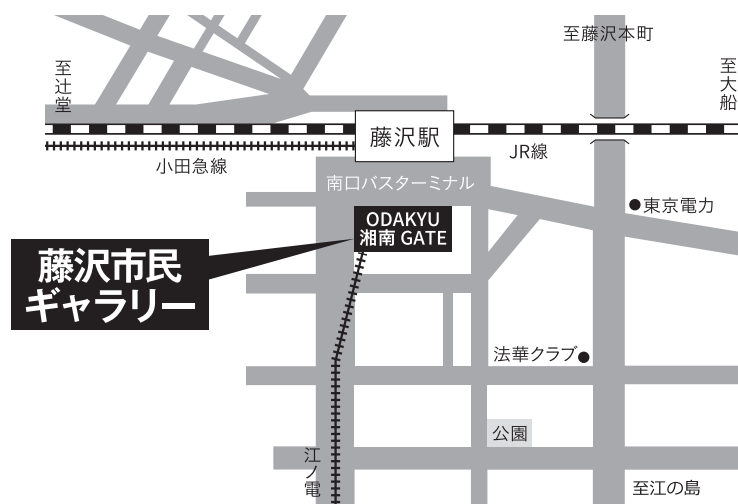 至藤沢本町
至辻堂
至大船
藤沢駅
小田急線
JR線
南口バスターミナル
東京電力
ODAKYU
湘南 GATE
藤沢市民
ギャラリー
法華クラブ
公園
江ノ電
至江の島